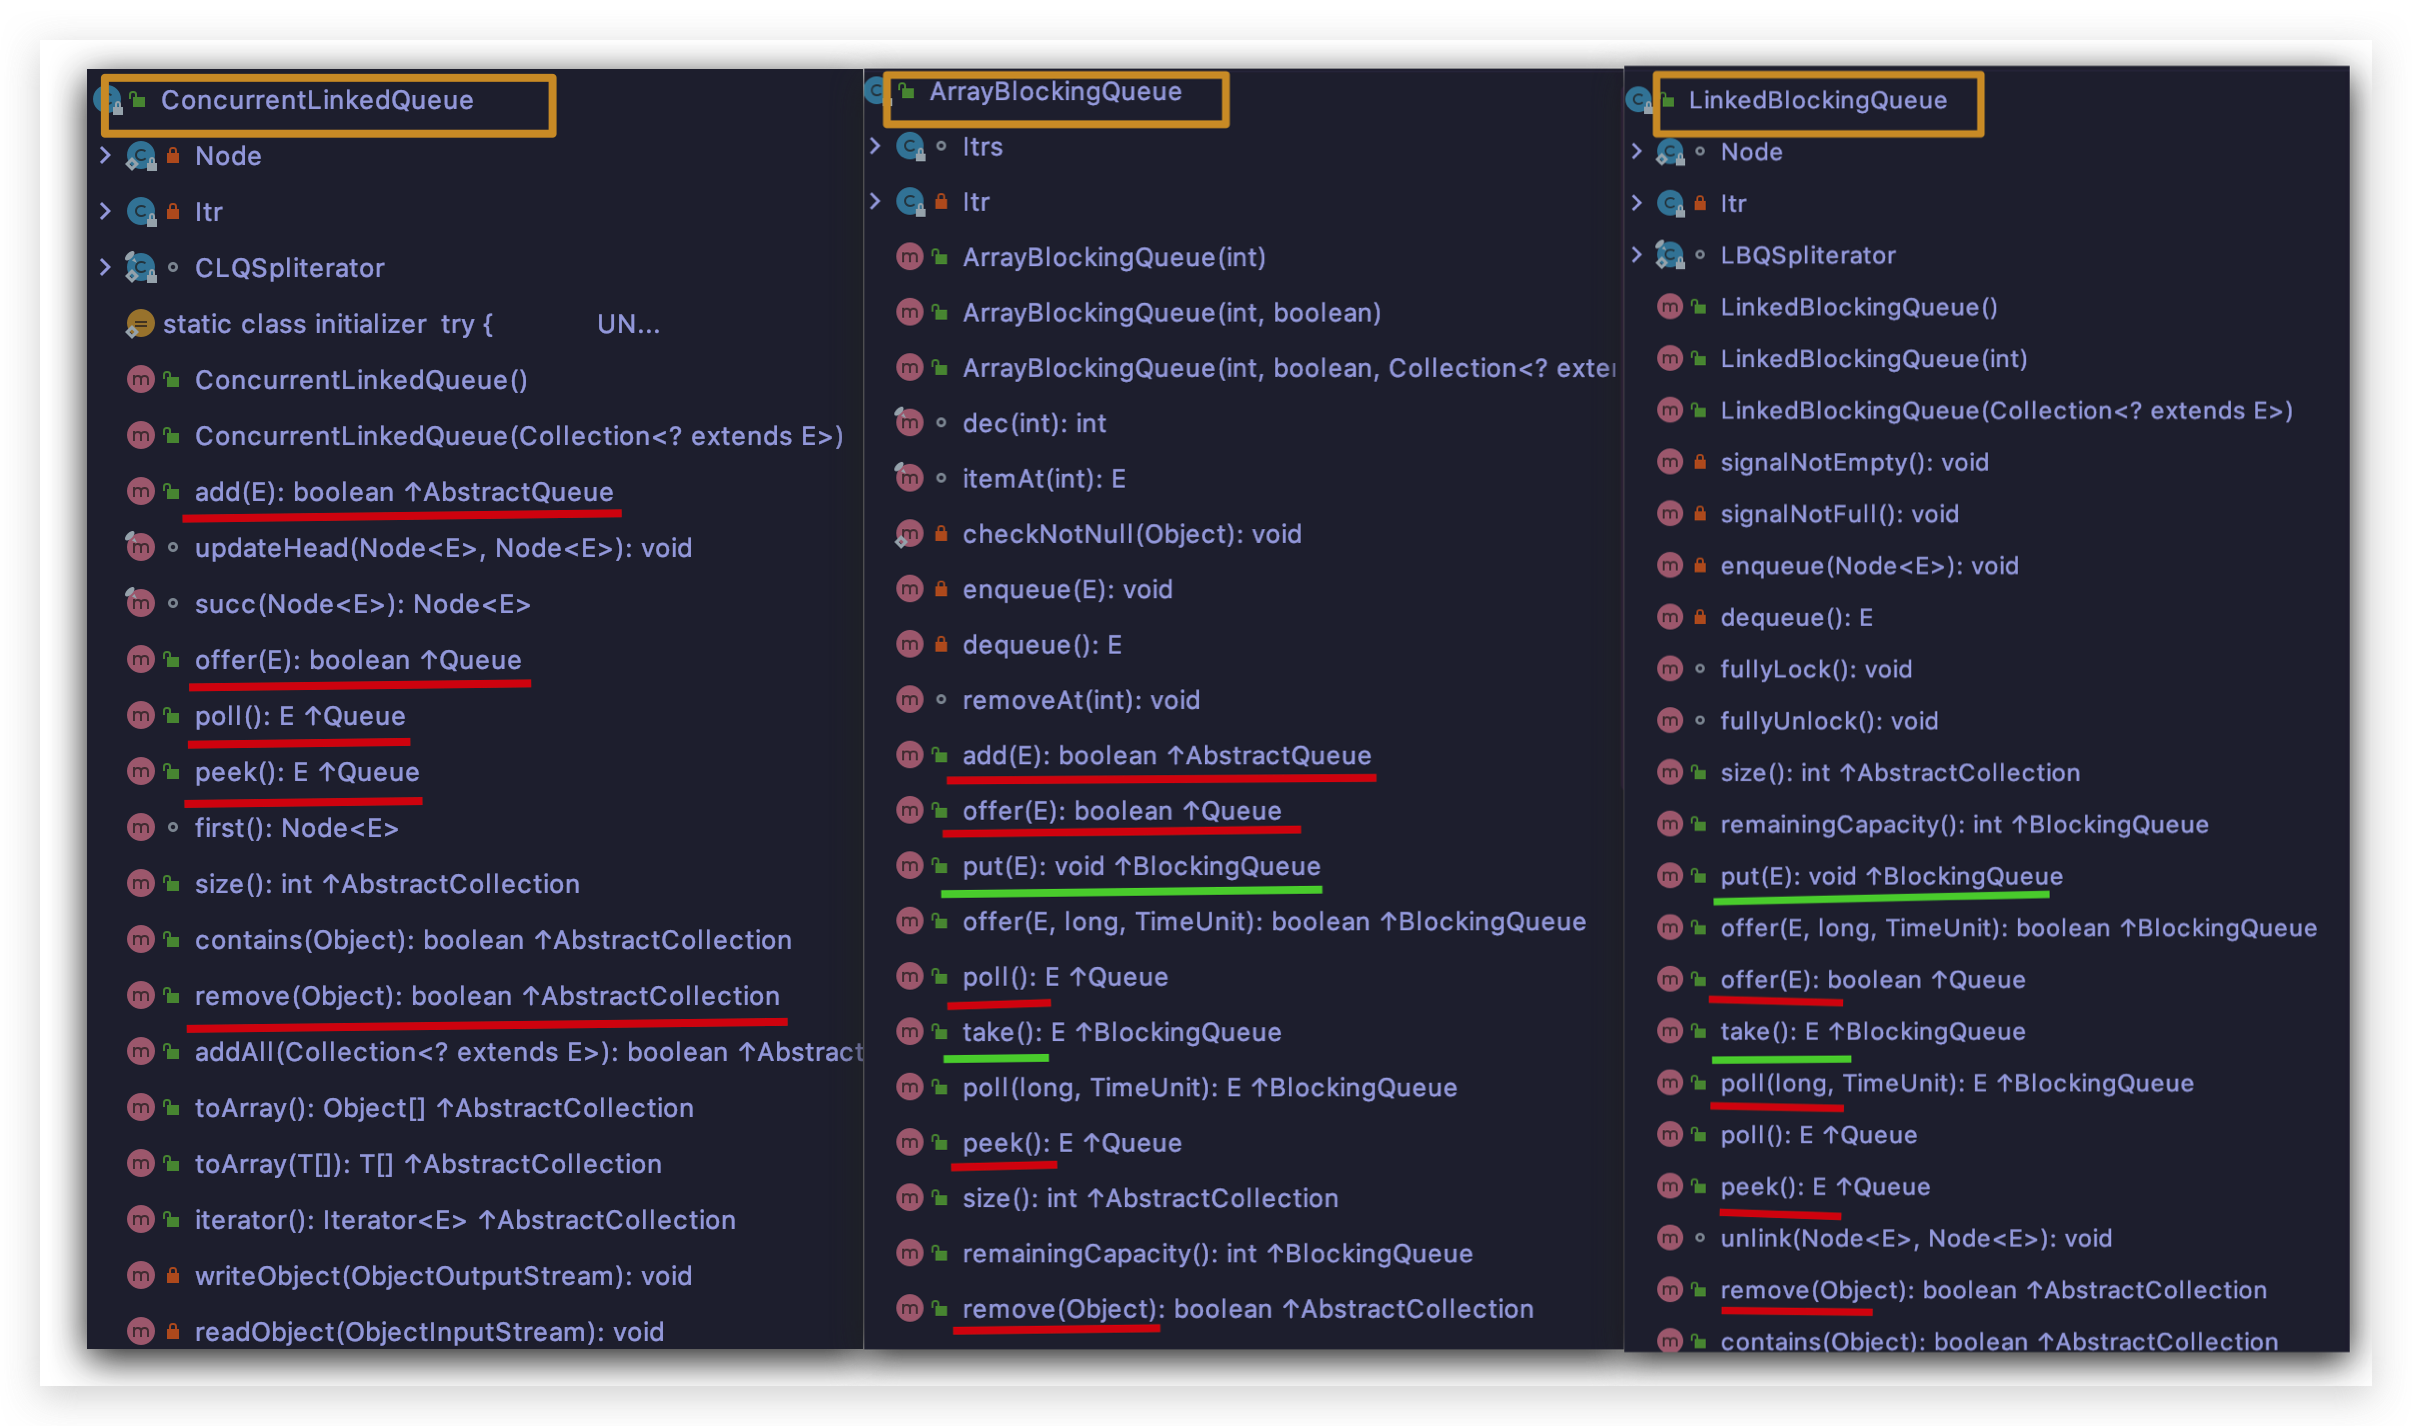 ConcurrentLinkedQueue
Node
Itr
CLQSpliterator
static class initializer try { UN...
ConcurrentLinkedQueue()
ConcurrentLinkedQueue(Collection<? extends E>)
add(E): boolean ↑AbstractQueue
updateHead(Node<E>, Node<E>): void
succ(Node<E>): Node<E>
offer(E): boolean ↑Queue
poll(): E ↑Queue
peek(): E ↑Queue
first(): Node<E>
size(): int ↑AbstractCollection
contains(Object): boolean ↑AbstractCollection
remove(Object): boolean ↑AbstractCollection
addAll(Collection<? extends E>): boolean ↑Abstract
toArray(): Object[] ↑AbstractCollection
toArray(T[]): T[] ↑AbstractCollection
iterator(): Iterator<E> ↑AbstractCollection
writeObject(ObjectOutputStream): void
readObject(ObjectInputStream): void
ArrayBlockingQueue
Itrs
Itr
ArrayBlockingQueue(int)
ArrayBlockingQueue(int, boolean)
ArrayBlockingQueue(int, boolean, Collection<? exter
dec(int): int
itemAt(int): E
checkNotNull(Object): void
enqueue(E): void
dequeue(): E
removeAt(int): void
add(E): boolean ↑AbstractQueue
offer(E): boolean ↑Queue
put(E): void ↑BlockingQueue
offer(E, long, TimeUnit): boolean ↑BlockingQueue
poll(): E ↑Queue
take(): E ↑BlockingQueue
poll(long, TimeUnit): E ↑BlockingQueue
peek(): E ↑Queue
size(): int ↑AbstractCollection
remainingCapacity(): int ↑BlockingQueue
remove(Object): boolean ↑AbstractCollection
LinkedBlockingQueue
Node
Itr
LBQSpliterator
LinkedBlockingQueue()
LinkedBlockingQueue(int)
LinkedBlockingQueue(Collection<? extends E>)
signalNotEmpty(): void
signalNotFull(): void
enqueue(Node<E>): void
dequeue(): E
fullyLock(): void
fullyUnlock(): void
size(): int ↑AbstractCollection
remainingCapacity(): int ↑BlockingQueue
put(E): void ↑BlockingQueue
offer(E, long, TimeUnit): boolean ↑BlockingQueue
offer(E): boolean ↑Queue
take(): E ↑BlockingQueue
poll(long, TimeUnit): E ↑BlockingQueue
poll(): E ↑Queue
peek(): E ↑Queue
unlink(Node<E>, Node<E>): void
remove(Object): boolean ↑AbstractCollection
contains(Object): boolean ↑AbstractCollection